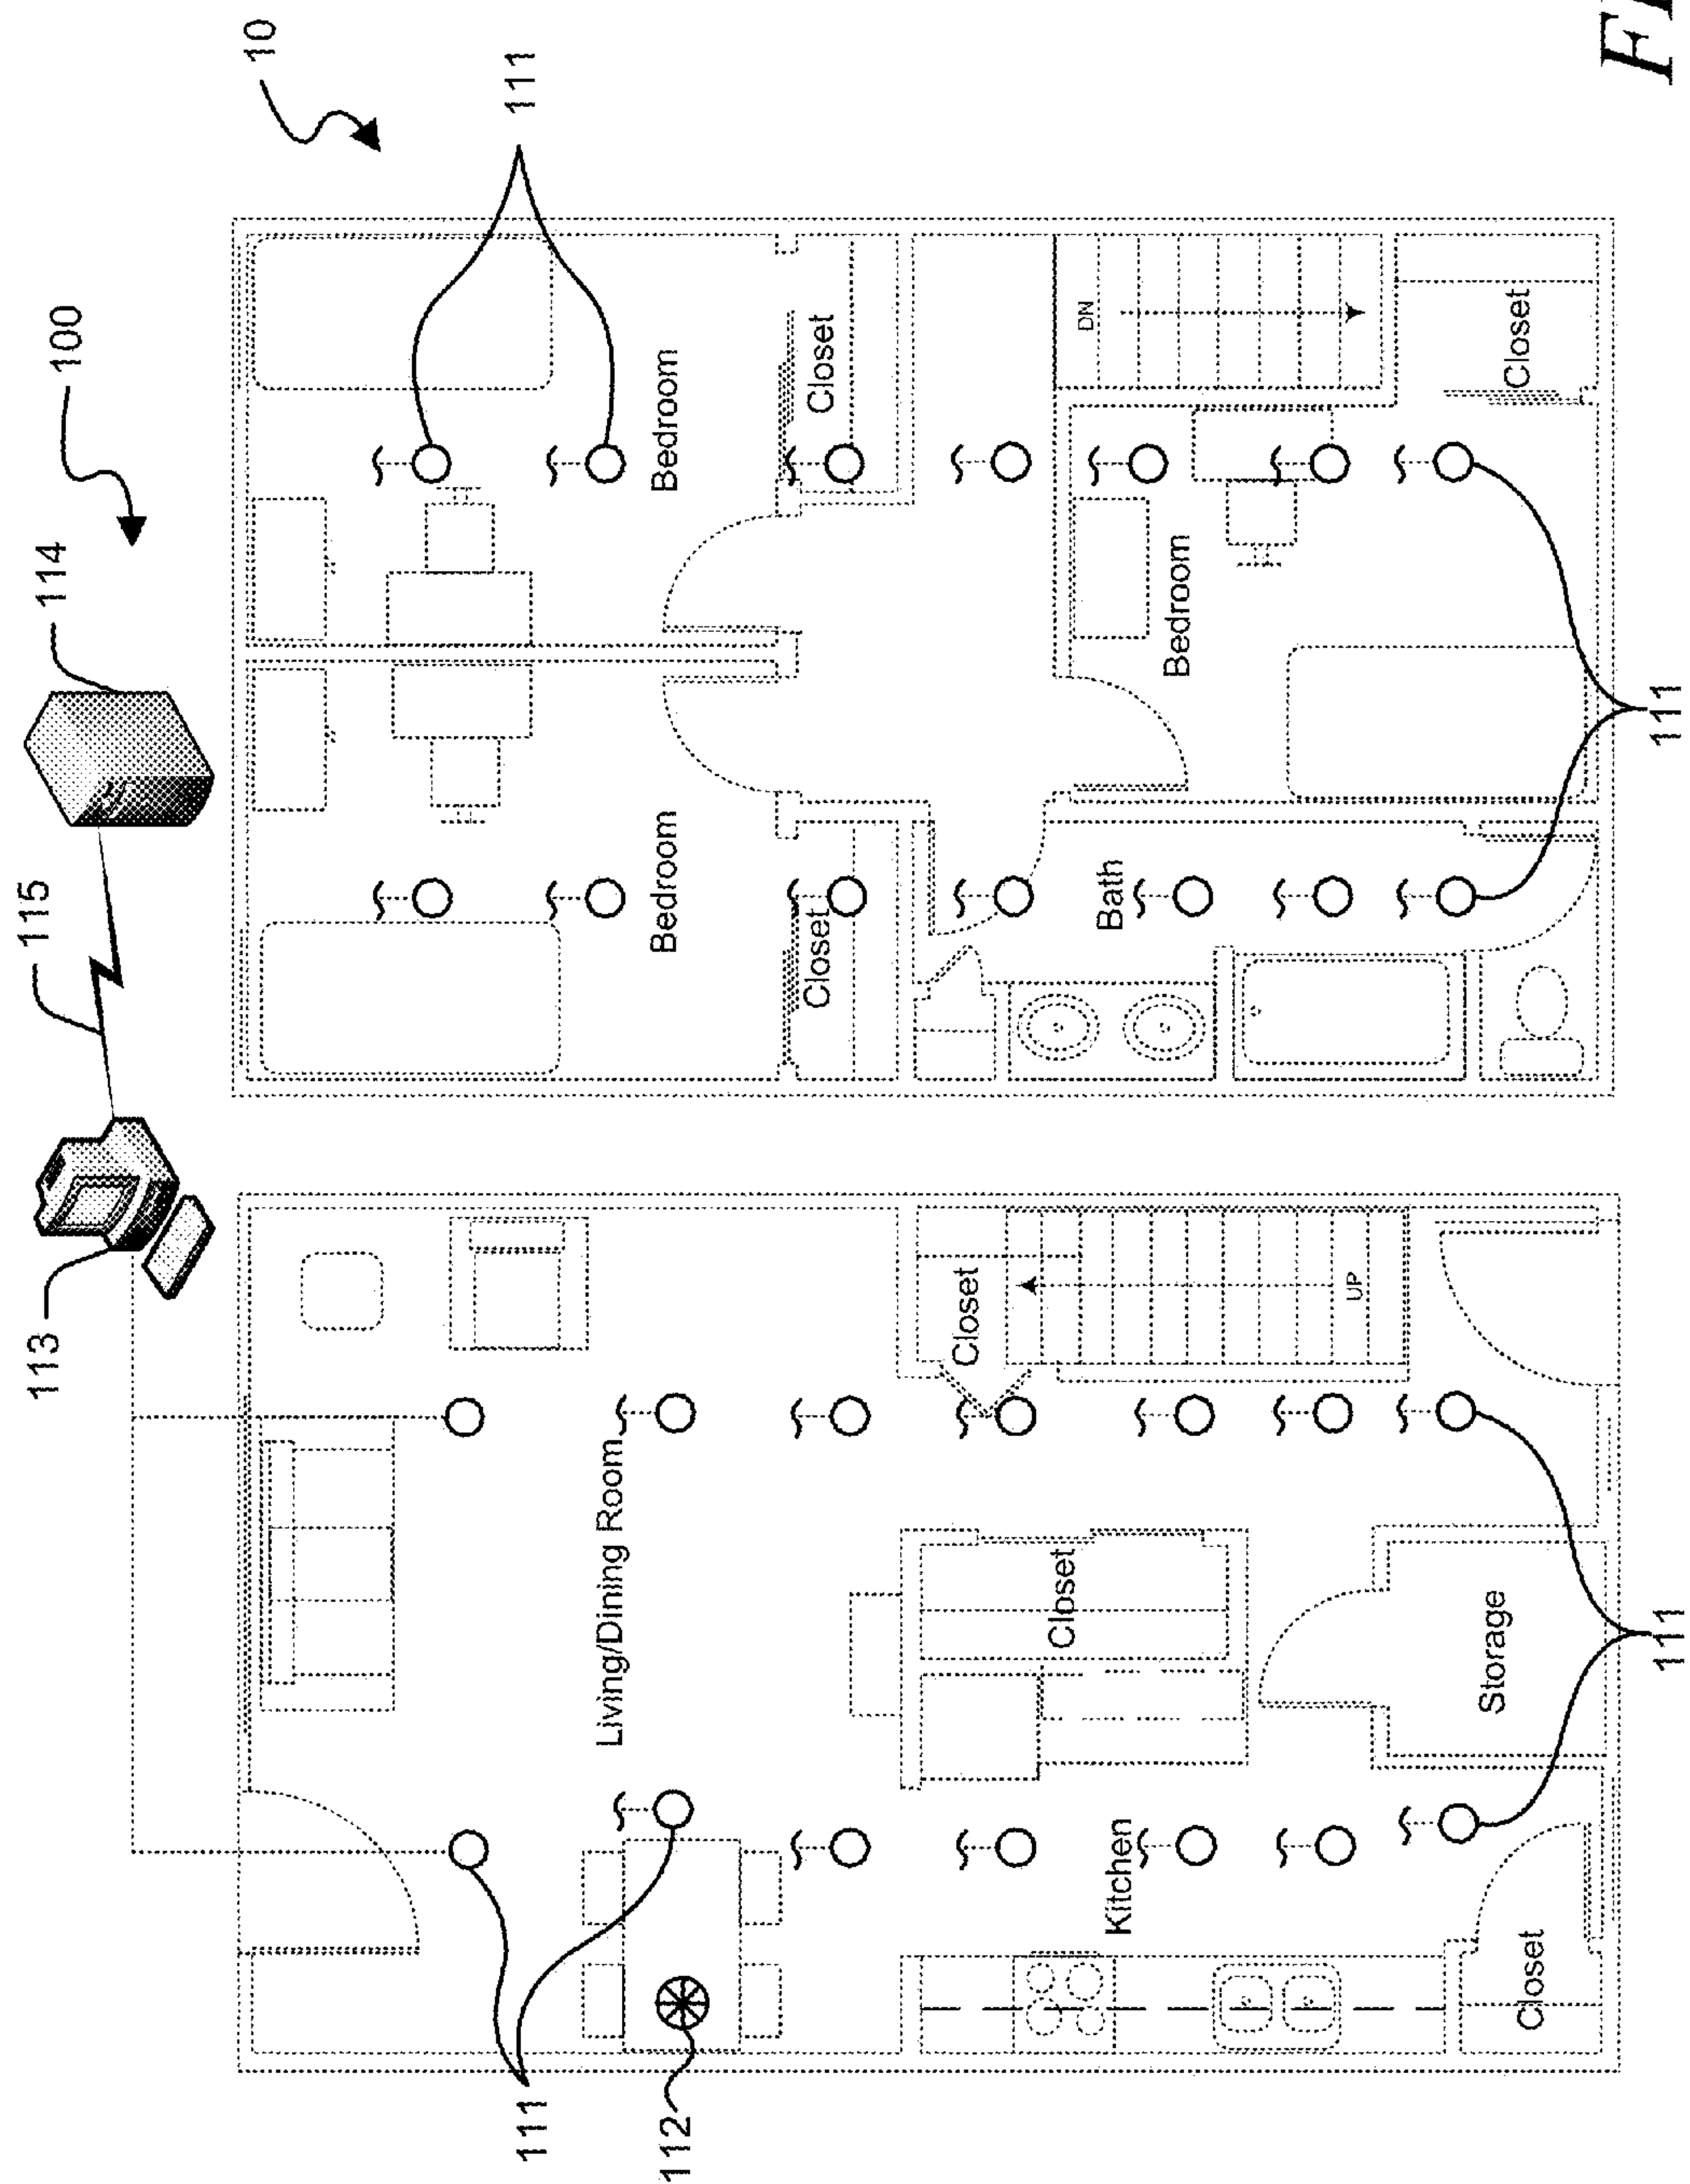 113
115
114
100
10
111
112
Living/Dining Room
Closet
Closet
Kitchen
UP
Storage
Closet
111
111
Bedroom
Bedroom
Closet
Closet
DN
Bath
Bedroom
Closet
111